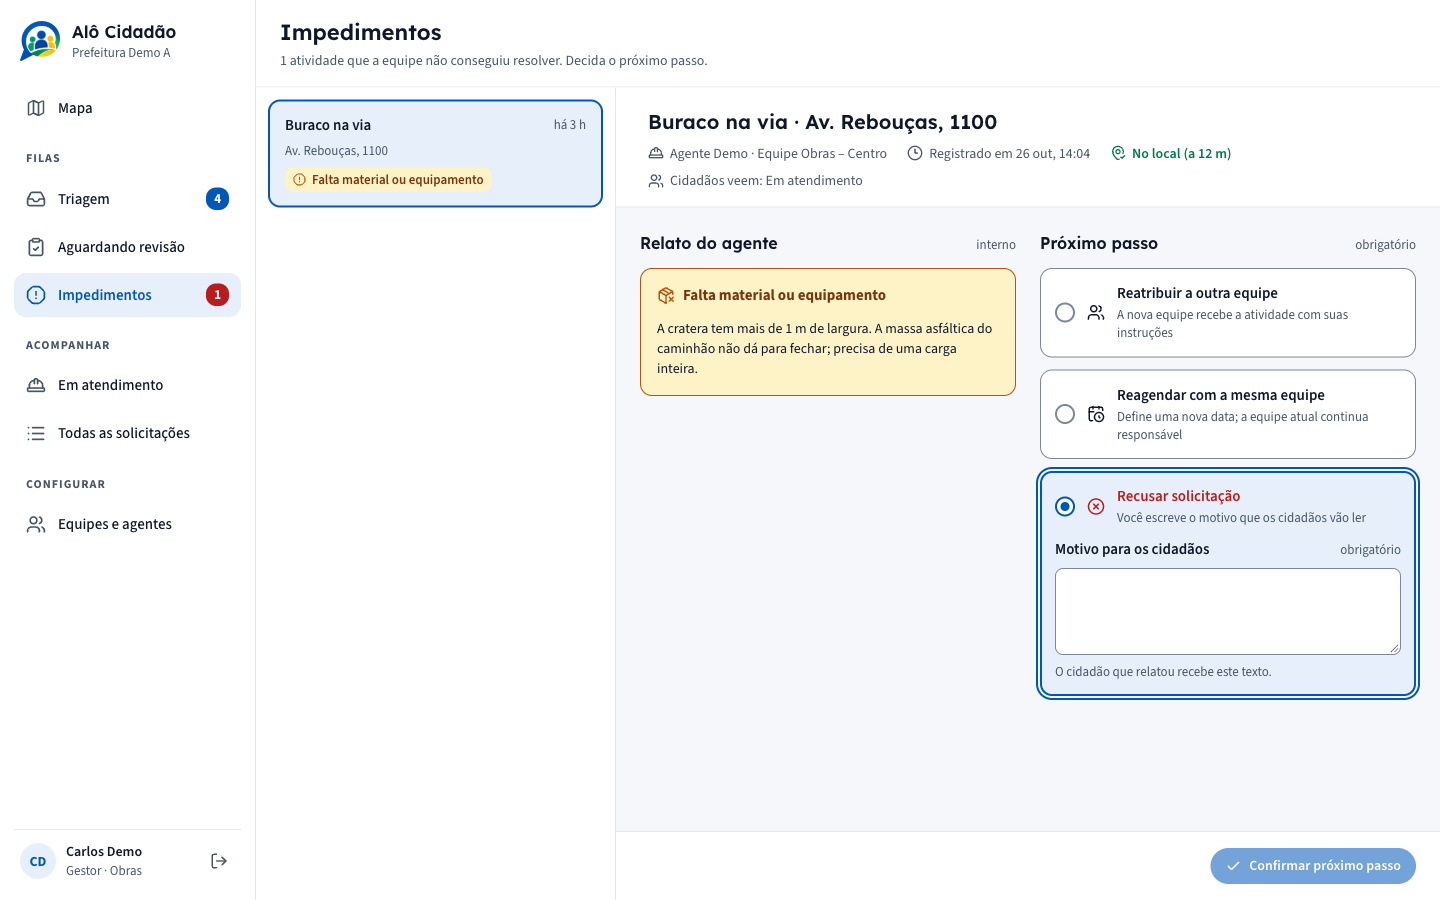 Alô Cidadão
Prefeitura Demo A
Mapa
FILAS
Triagem 4
Aguardando revisão
Impedimentos 1
ACOMPANHAR
Em atendimento
Todas as solicitações
CONFIGURAR
Equipes e agentes
CD
Carlos Demo
Gestor · Obras
Impedimentos
1 atividade que a equipe não conseguiu resolver. Decida o próximo passo.
Buraco na via há 3 h
Av. Rebouças, 1100
Falta material ou equipamento
Buraco na via · Av. Rebouças, 1100
Agente Demo · Equipe Obras – Centro Registrado em 26 out, 14:04 No local (a 12 m)
Cidadãos veem: Em atendimento
Relato do agente interno
Falta material ou equipamento
A cratera tem mais de 1 m de largura. A massa asfáltica do
caminhão não dá para fechar; precisa de uma carga
inteira.
Próximo passo obrigatório
Reatribuir a outra equipe
A nova equipe recebe a atividade com suas
instruções
Reagendar com a mesma equipe
Define uma nova data; a equipe atual continua
responsável
Recusar solicitação
Você escreve o motivo que os cidadãos vão ler
Motivo para os cidadãos obrigatório
O cidadão que relatou recebe este texto.
Confirmar próximo passo